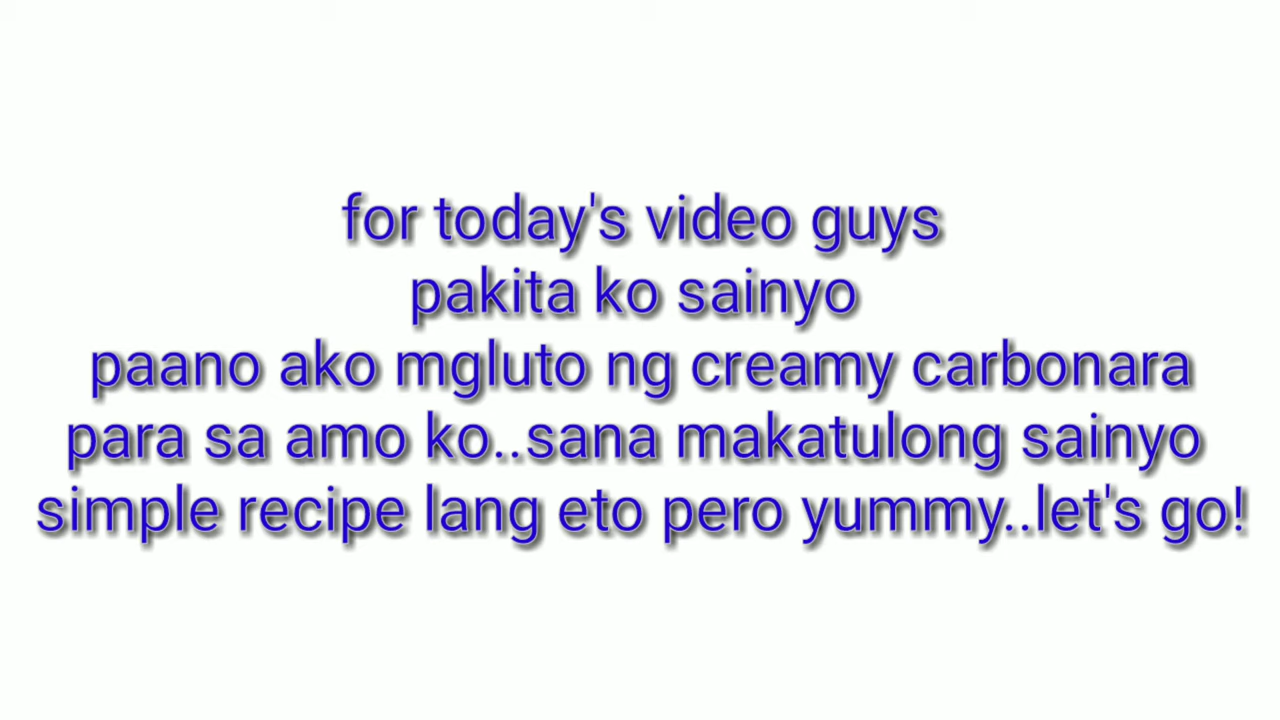 for today's video guys
pakita ko sainyo
paano ako mgluto ng creamy carbonara
para sa amo ko..sana makatulong sainyo
simple recipe lang eto pero yummy..let's go!